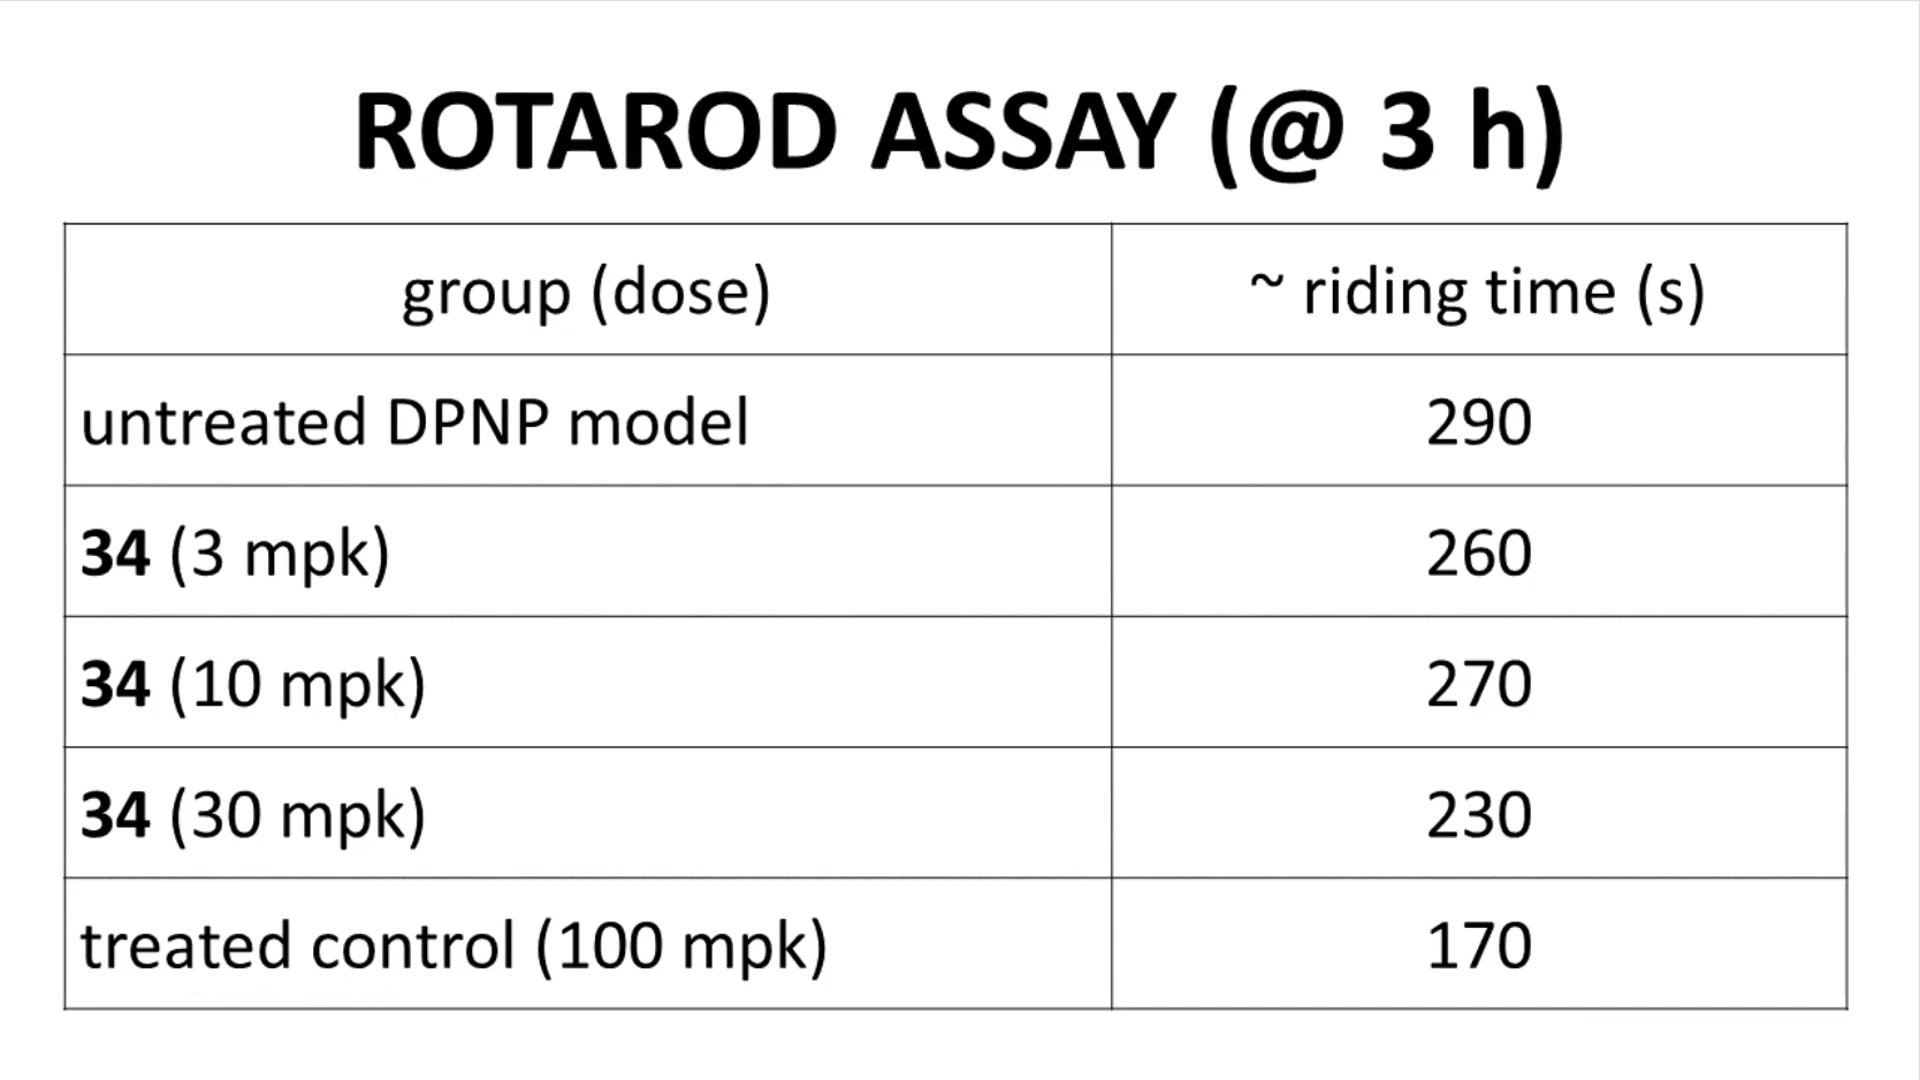 ROTAROD ASSAY (@ 3 h)
group (dose) ~ riding time (s)
untreated DPNP model 290
34 (3 mpk) 260
34 (10 mpk) 270
34 (30 mpk) 230
treated control (100 mpk) 170